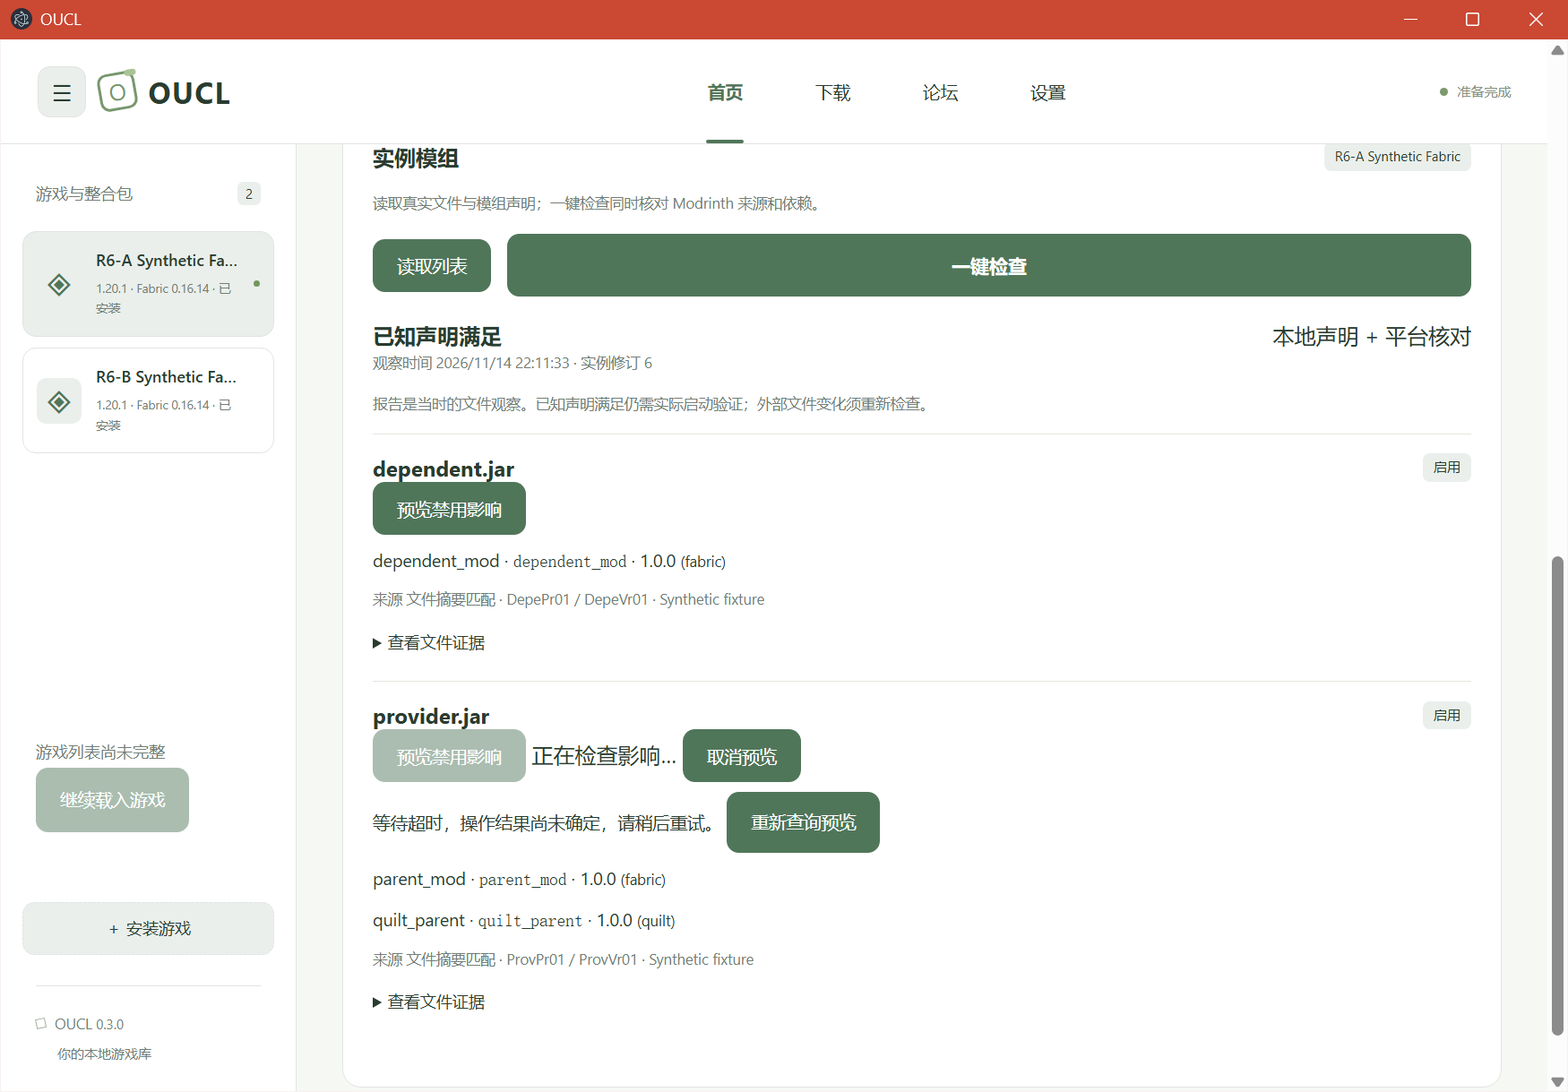 OUCL
OUCL
首页
下载
论坛
设置
准备完成
游戏与整合包
2
R6-A Synthetic Fa...
1.20.1 · Fabric 0.16.14 · 已
安装
R6-B Synthetic Fa...
1.20.1 · Fabric 0.16.14 · 已
安装
游戏列表尚未完整
继续载入游戏
+ 安装游戏
OUCL 0.3.0
你的本地游戏库
实例模组
R6-A Synthetic Fabric
读取真实文件与模组声明；一键检查同时核对 Modrinth 来源和依赖。
读取列表
一键检查
已知声明满足
本地声明 + 平台核对
观察时间 2026/11/14 22:11:33 · 实例修订 6
报告是当时的文件观察。已知声明满足仍需实际启动验证；外部文件变化须重新检查。
dependent.jar
启用
预览禁用影响
dependent_mod · dependent_mod · 1.0.0 (fabric)
来源 文件摘要匹配 · DepePr01 / DepeVr01 · Synthetic fixture
查看文件证据
provider.jar
启用
预览禁用影响 正在检查影响... 取消预览
等待超时，操作结果尚未确定，请稍后重试。 重新查询预览
parent_mod · parent_mod · 1.0.0 (fabric)
quilt_parent · quilt_parent · 1.0.0 (quilt)
来源 文件摘要匹配 · ProvPr01 / ProvVr01 · Synthetic fixture
查看文件证据